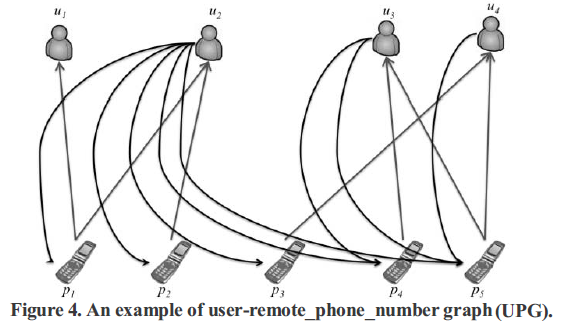 u1 u2 u3 u4
p1 p2 p3 p4 p5
Figure 4. An example of user-remote_phone_number graph (UPG).